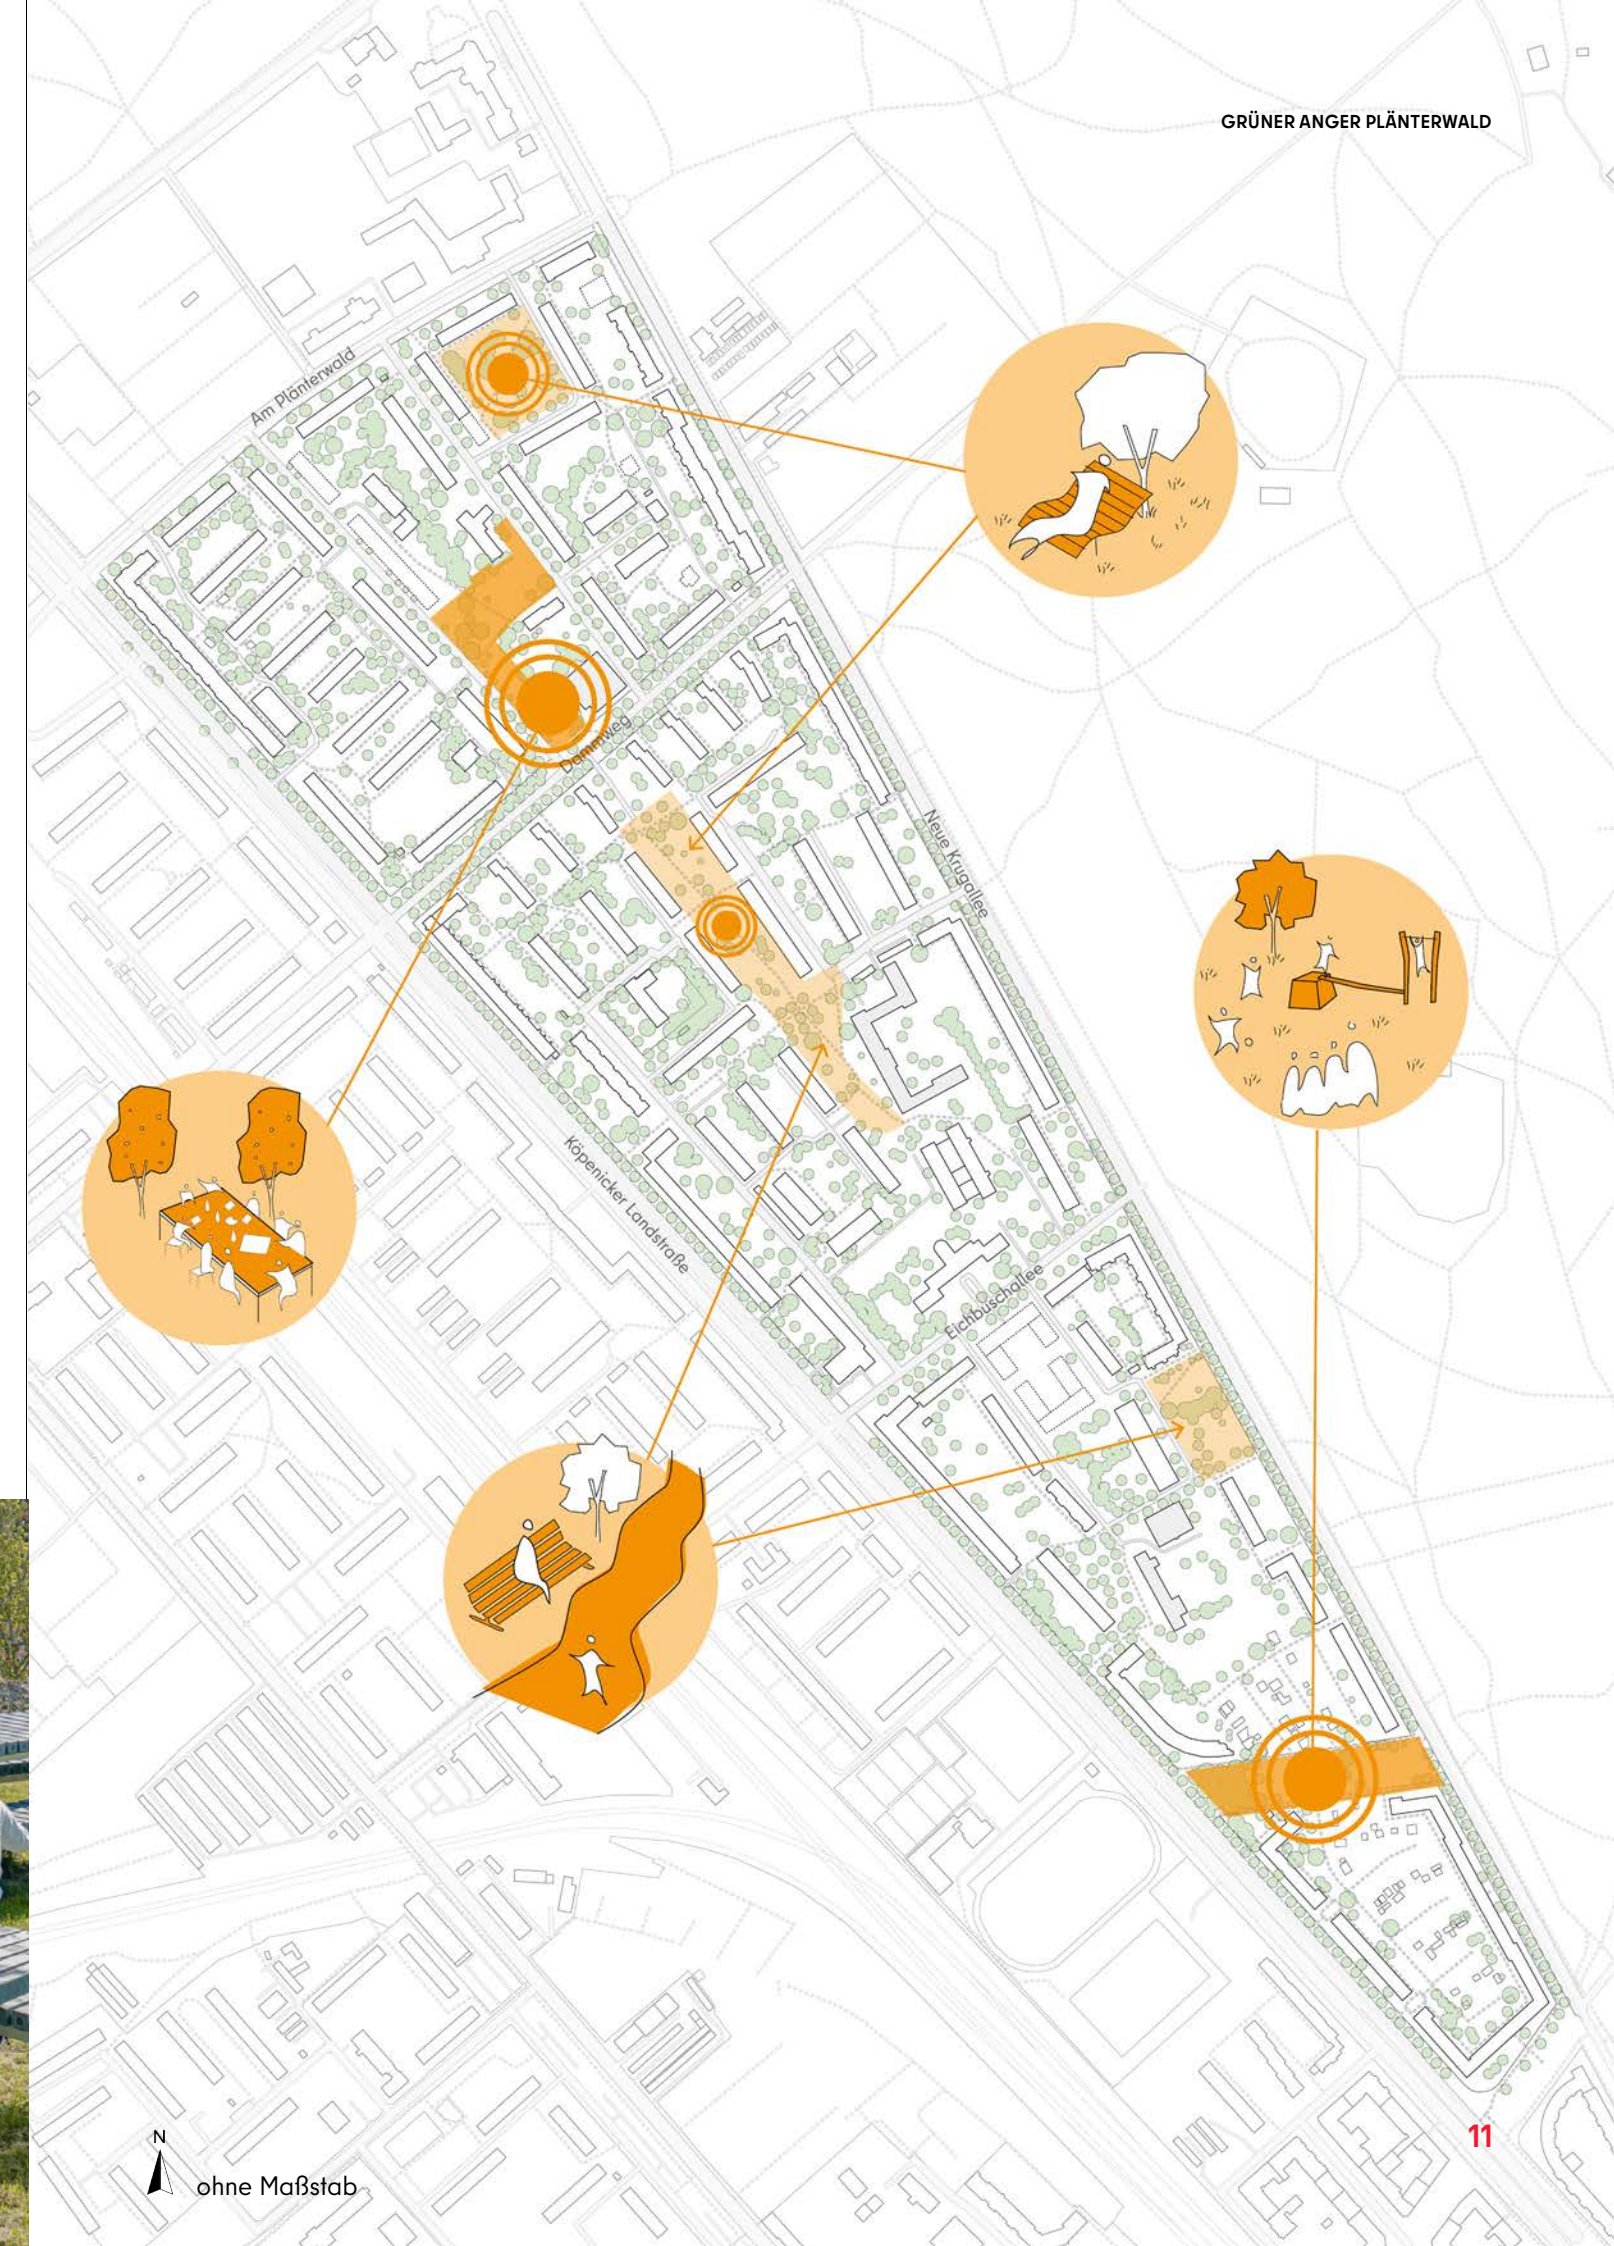 GRÜNER ANGER PLÄNTERWALD
Am Plänterwald
Dammweg
Neue Krugallee
Köpenicker Landstraße
Eichbuschallee
11
N
ohne Maßstab